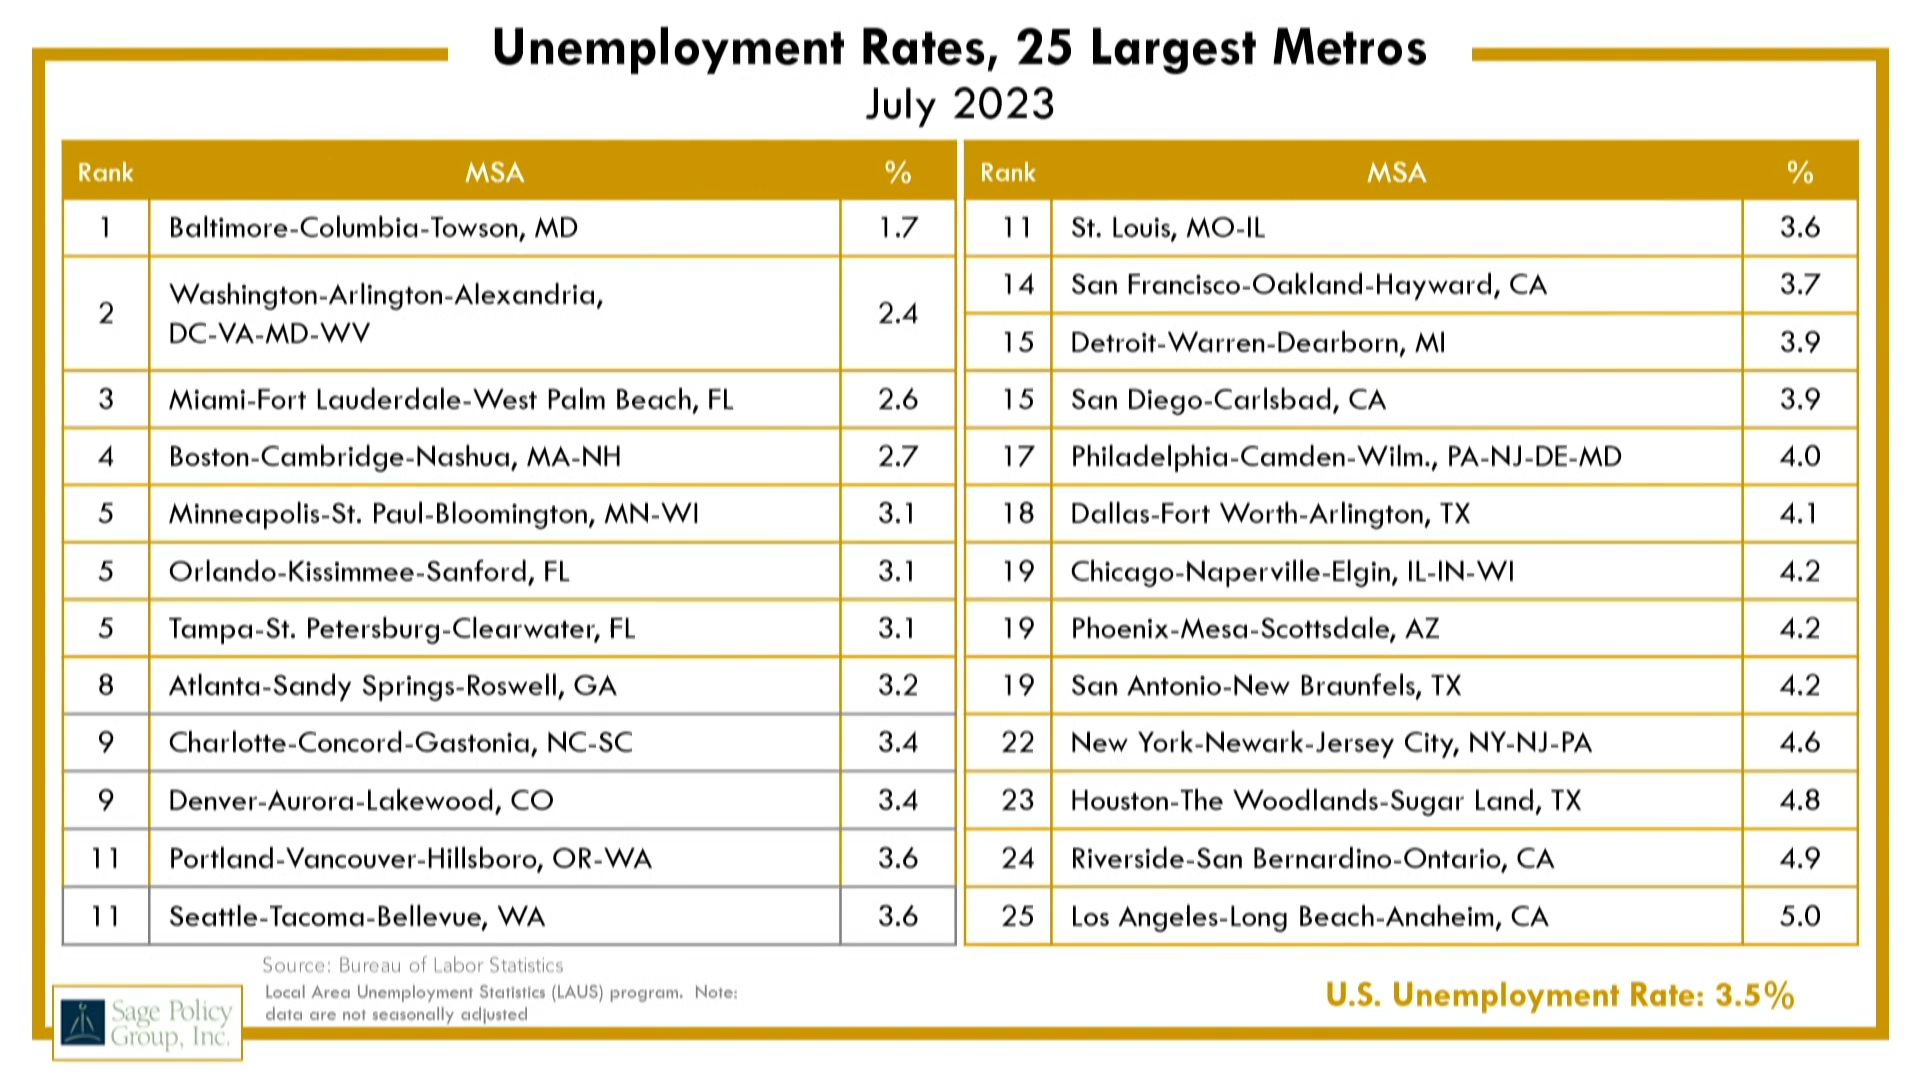 Unemployment Rates, 25 Largest Metros
July 2023
Rank MSA %
1 Baltimore-Columbia-Towson, MD 1.7
2 Washington-Arlington-Alexandria,
DC-VA-MD-WV 2.4
3 Miami-Fort Lauderdale-West Palm Beach, FL 2.6
4 Boston-Cambridge-Nashua, MA-NH 2.7
5 Minneapolis-St. Paul-Bloomington, MN-WI 3.1
5 Orlando-Kissimmee-Sanford, FL 3.1
5 Tampa-St. Petersburg-Clearwater, FL 3.1
8 Atlanta-Sandy Springs-Roswell, GA 3.2
9 Charlotte-Concord-Gastonia, NC-SC 3.4
9 Denver-Aurora-Lakewood, CO 3.4
11 Portland-Vancouver-Hillsboro, OR-WA 3.6
11 Seattle-Tacoma-Bellevue, WA 3.6
Rank MSA %
11 St. Louis, MO-IL 3.6
14 San Francisco-Oakland-Hayward, CA 3.7
15 Detroit-Warren-Dearborn, MI 3.9
15 San Diego-Carlsbad, CA 3.9
17 Philadelphia-Camden-Wilm., PA-NJ-DE-MD 4.0
18 Dallas-Fort Worth-Arlington, TX 4.1
19 Chicago-Naperville-Elgin, IL-IN-WI 4.2
19 Phoenix-Mesa-Scottsdale, AZ 4.2
19 San Antonio-New Braunfels, TX 4.2
22 New York-Newark-Jersey City, NY-NJ-PA 4.6
23 Houston-The Woodlands-Sugar Land, TX 4.8
24 Riverside-San Bernardino-Ontario, CA 4.9
25 Los Angeles-Long Beach-Anaheim, CA 5.0
Source: Bureau of Labor Statistics
Local Area Unemployment Statistics (LAUS) program. Note:
data are not seasonally adjusted
U.S. Unemployment Rate: 3.5%
Sage Policy
Group, Inc.